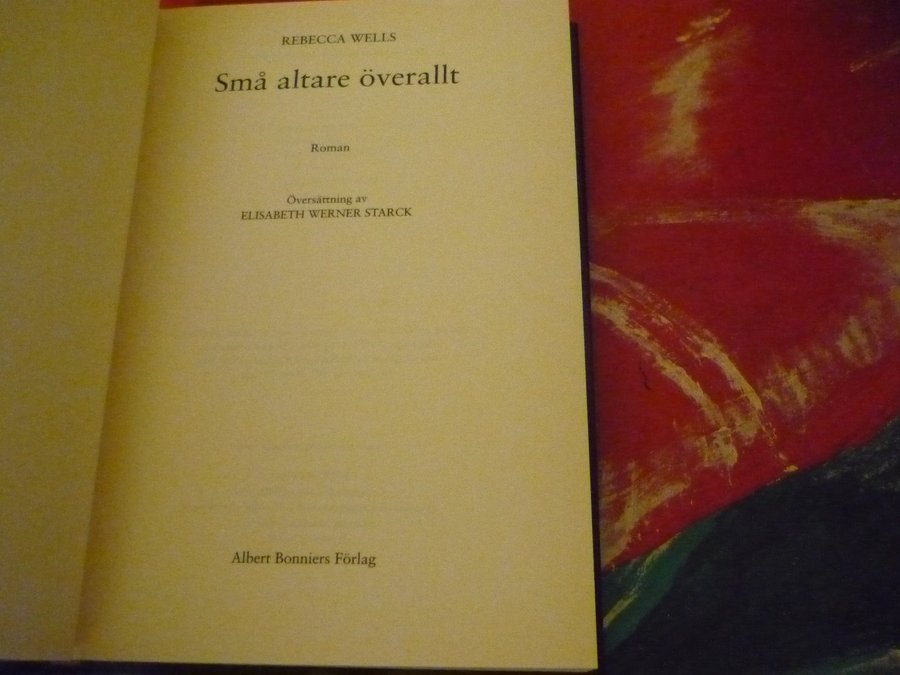 REBECCA WELLS
Små altare överallt
Roman
Översättning av
ELISABETH WERNER STARCK
Albert Bonniers Förlag